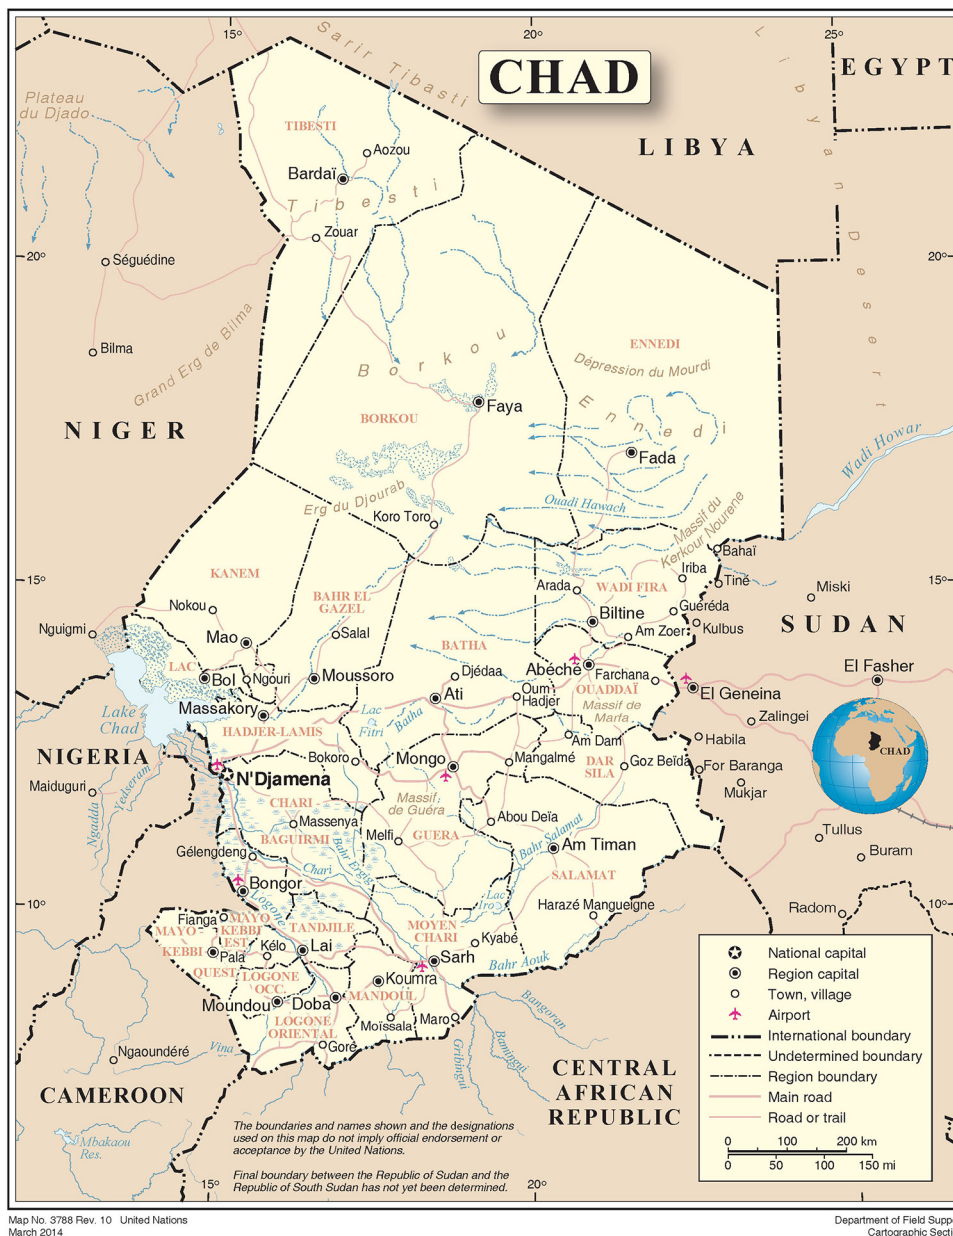 15°
20°
25°
Sarir Tibasti
Libyan Desert
CHAD
EGYPT
LIBYA
Plateau
du Djado
TIBESTI
Aozou
Bardaï
Tibesti
Zouar
20°
Séguédine
20°
Bilma
Grand Erg de Bilma
NIGER
Borkou
ENNEDI
Dépression du Mourdi
Ennedi
BORKOU
Faya
Fada
Wadi Howar
Erg du Djourab
Ouadi Hawach
Koro Toro
Massif du
Kerkour Nourene
Bahaï
15°
KANEM
Iriba
Tiné
15°
Arada
WADI FIRA
Miski
BAHR EL
GAZEL
Nokou
Biltine
Guéréda
Kulbus
SUDAN
Nguigmi
Mao
Salal
Am Zoer
BATHA
LAC
Bol
Ngouri
Moussoro
Djédaa
Abéché
Farchana
El Fasher
Massakory
Ati
Oum
Hadjer
OUADDAÏ
El Geneina
Lake
Chad
Lac
Fitri
Batha
Massif de
Marfa
Zalingei
HADJER-LAMIS
Am Dam
Habila
CHAD
NIGERIA
Bokoro
Mongo
Mangalmé
DAR
SILA
Goz Beïda
For Baranga
N'Djamena
Maiduguri
Yedseram
Ngadda
Mukjar
CHARI -
BAGUIRMI
Massenya
Massif
de Guéra
Abou Deïa
Tullus
Melfi
GUERA
Bahr Salamat
Am Timan
Buram
Gélengdeng
Chari
Bahr Ergig
SALAMAT
Bongor
Logone
Lac
Iro
Harazé Mangueigne
Radom
10°
10°
Fianga
MAYO -
KEBBI
EST
MAYO -
KEBBI
QUEST
TANDJILE
MOYEN -
CHARI
Kyabé
Pala
Kélo
Lai
Sarh
Bahr Aouk
LOGONE
OCC.
Koumra
Moundou
Doba
MANDOUL
Bangoran
LOGONE
ORIENTAL
Moïssala
Maro
Goré
Vina
Ngaoundéré
Gribingui
Bamingui
CAMEROON
CENTRAL
AFRICAN
REPUBLIC
Mbakaou
Res.
National capital
Region capital
Town, village
Airport
International boundary
Undetermined boundary
Region boundary
Main road
Road or trail
0 100 200 km
0 50 100 150 mi
The boundaries and names shown and the designations
used on this map do not imply official endorsement or
acceptance by the United Nations.
Final boundary between the Republic of Sudan and the
Republic of South Sudan has not yet been determined.
15°
20°
Map No. 3788 Rev. 10 United Nations
March 2014
Department of Field Suppo
Cartographic Sectio